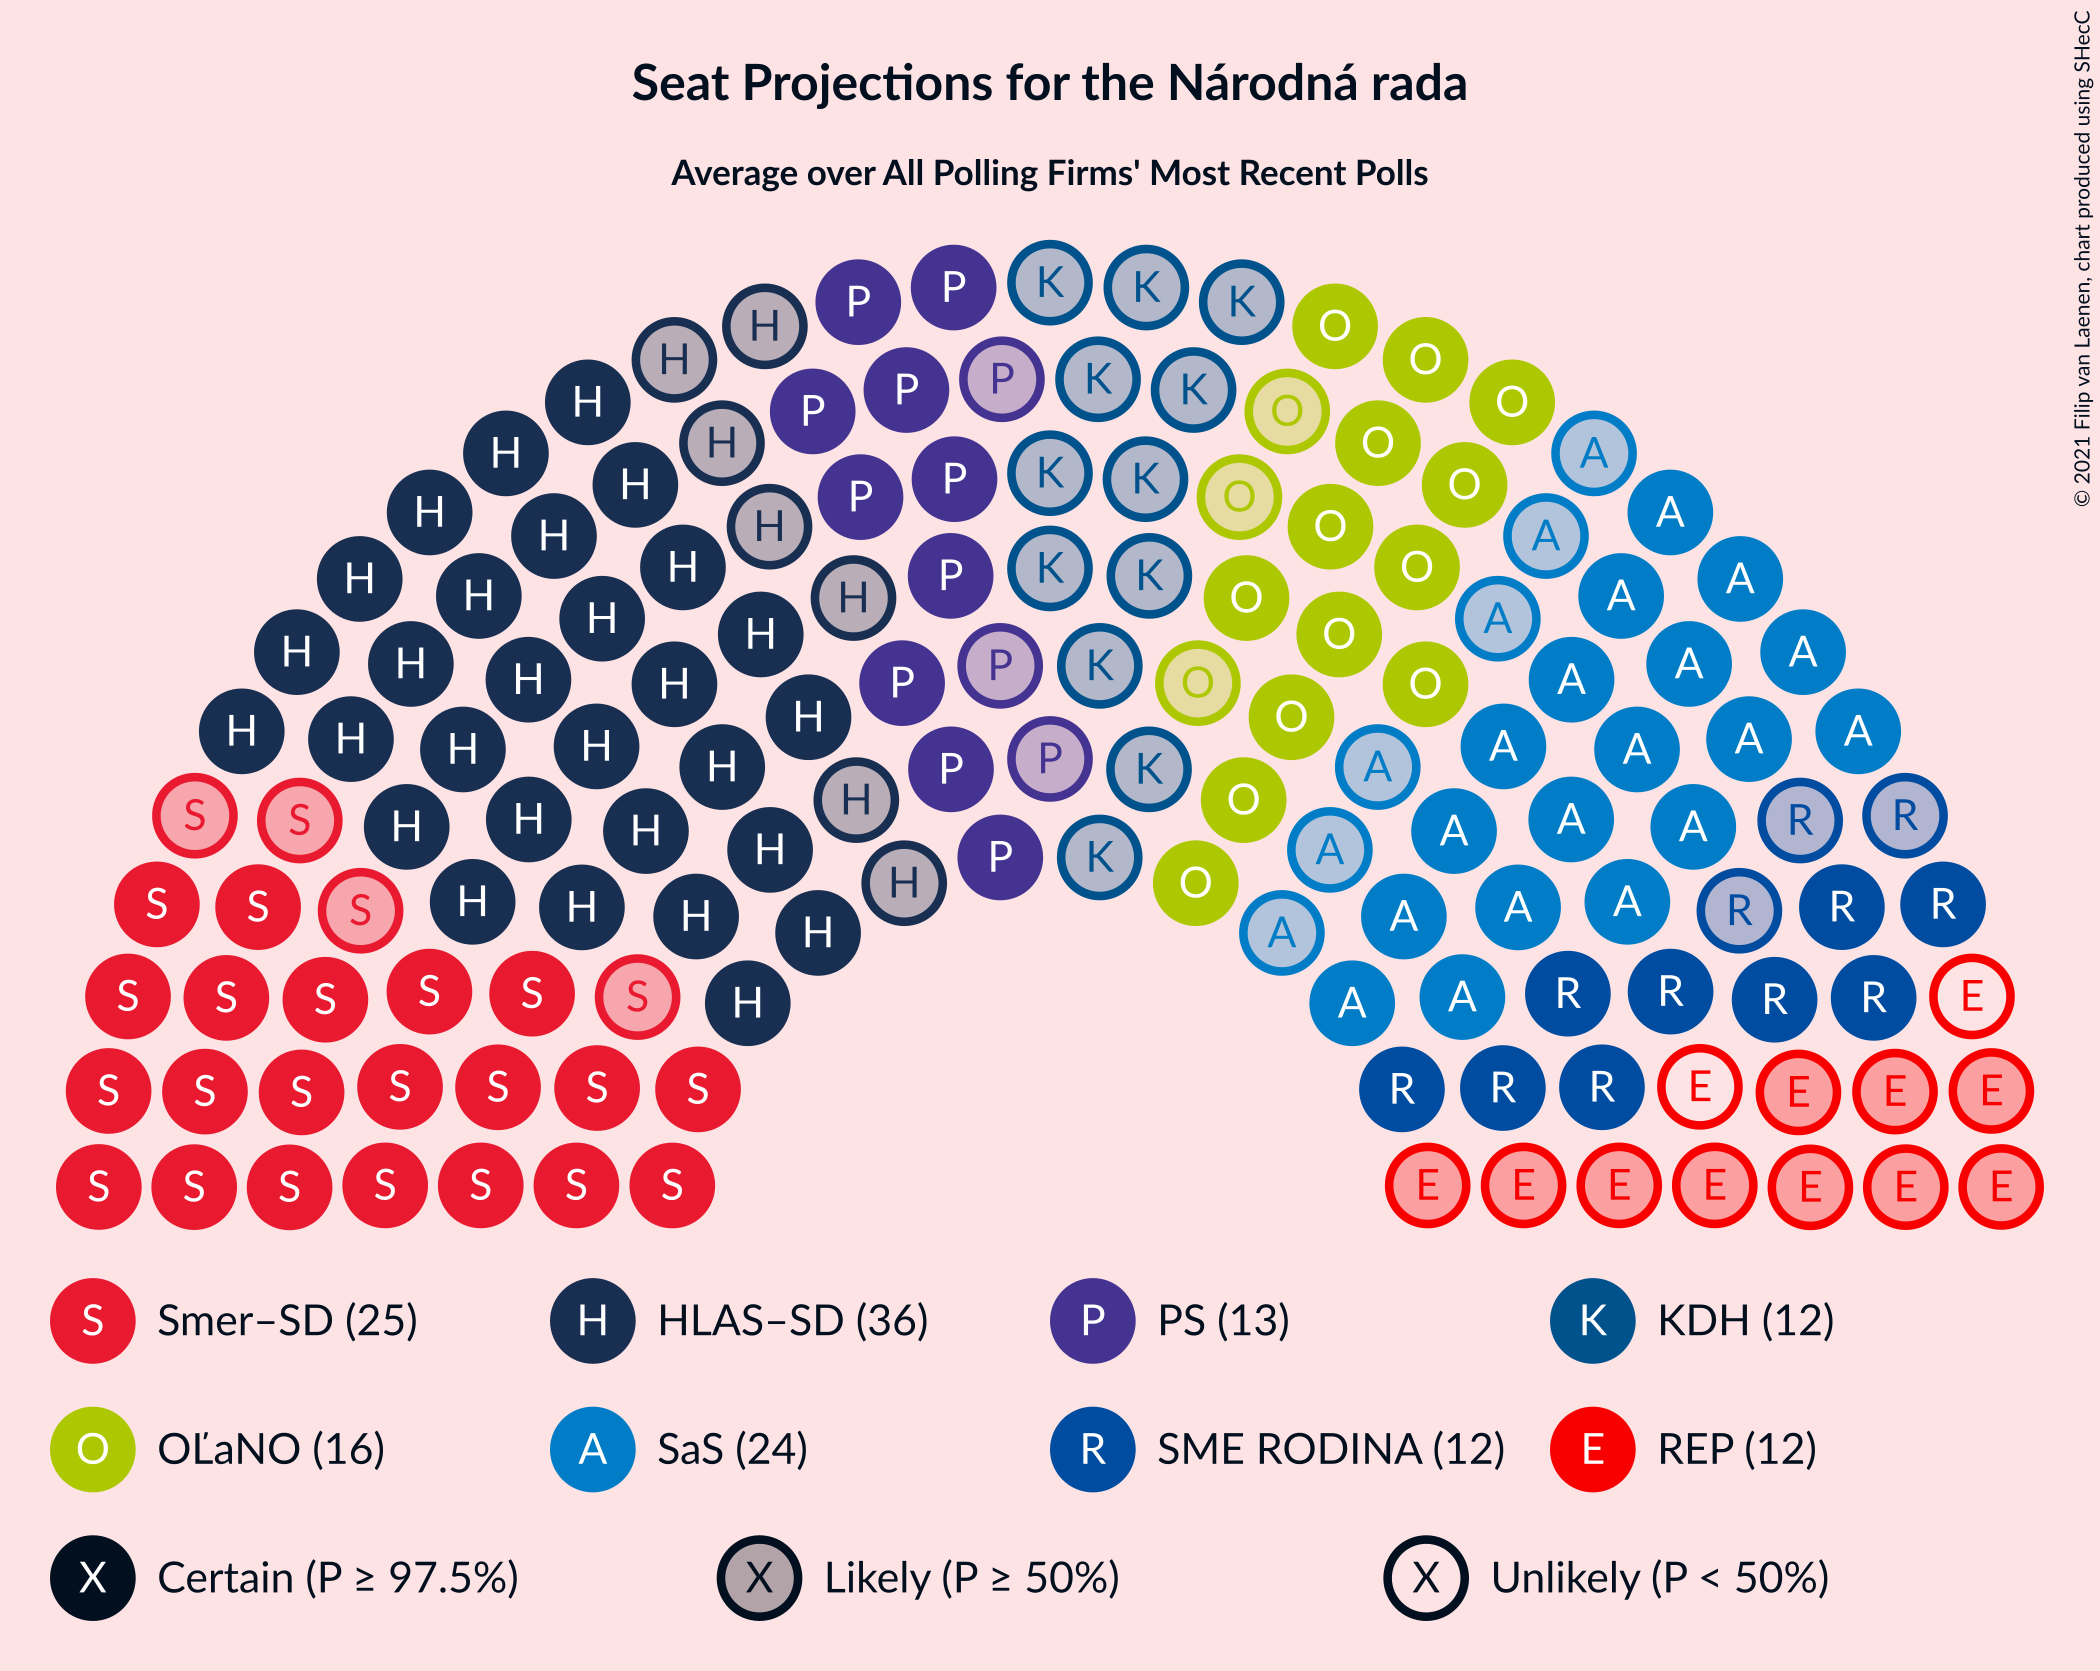 Seat Projections for the Národná rada
Average over All Polling Firms' Most Recent Polls
© 2021 Filip van Laenen, chart produced using SHecC
K K K
P P O
H H O
H K O
P P K A
H P O
H H P K K O O
H H P O O A A
H H H P K K O O A A A
H H H H P K O O A A A
H H H H P P K O O O A A A
H H H H H P P K O O A A A A A
S S H H H H H P K O A A A A R R
S S S H H H H H P K O A A A A R R R
S S S S S S H A A R R R R E
S S S S S S S R R R E E E E
S S S S S S S E E E E E E E
S Smer–SD (25) H HLAS–SD (36) P PS (13) K KDH (12)
O OĽaNO (16) A SaS (24) R SME RODINA (12) E REP (12)
X Certain (P ≥ 97.5%) X Likely (P ≥ 50%) X Unlikely (P < 50%)